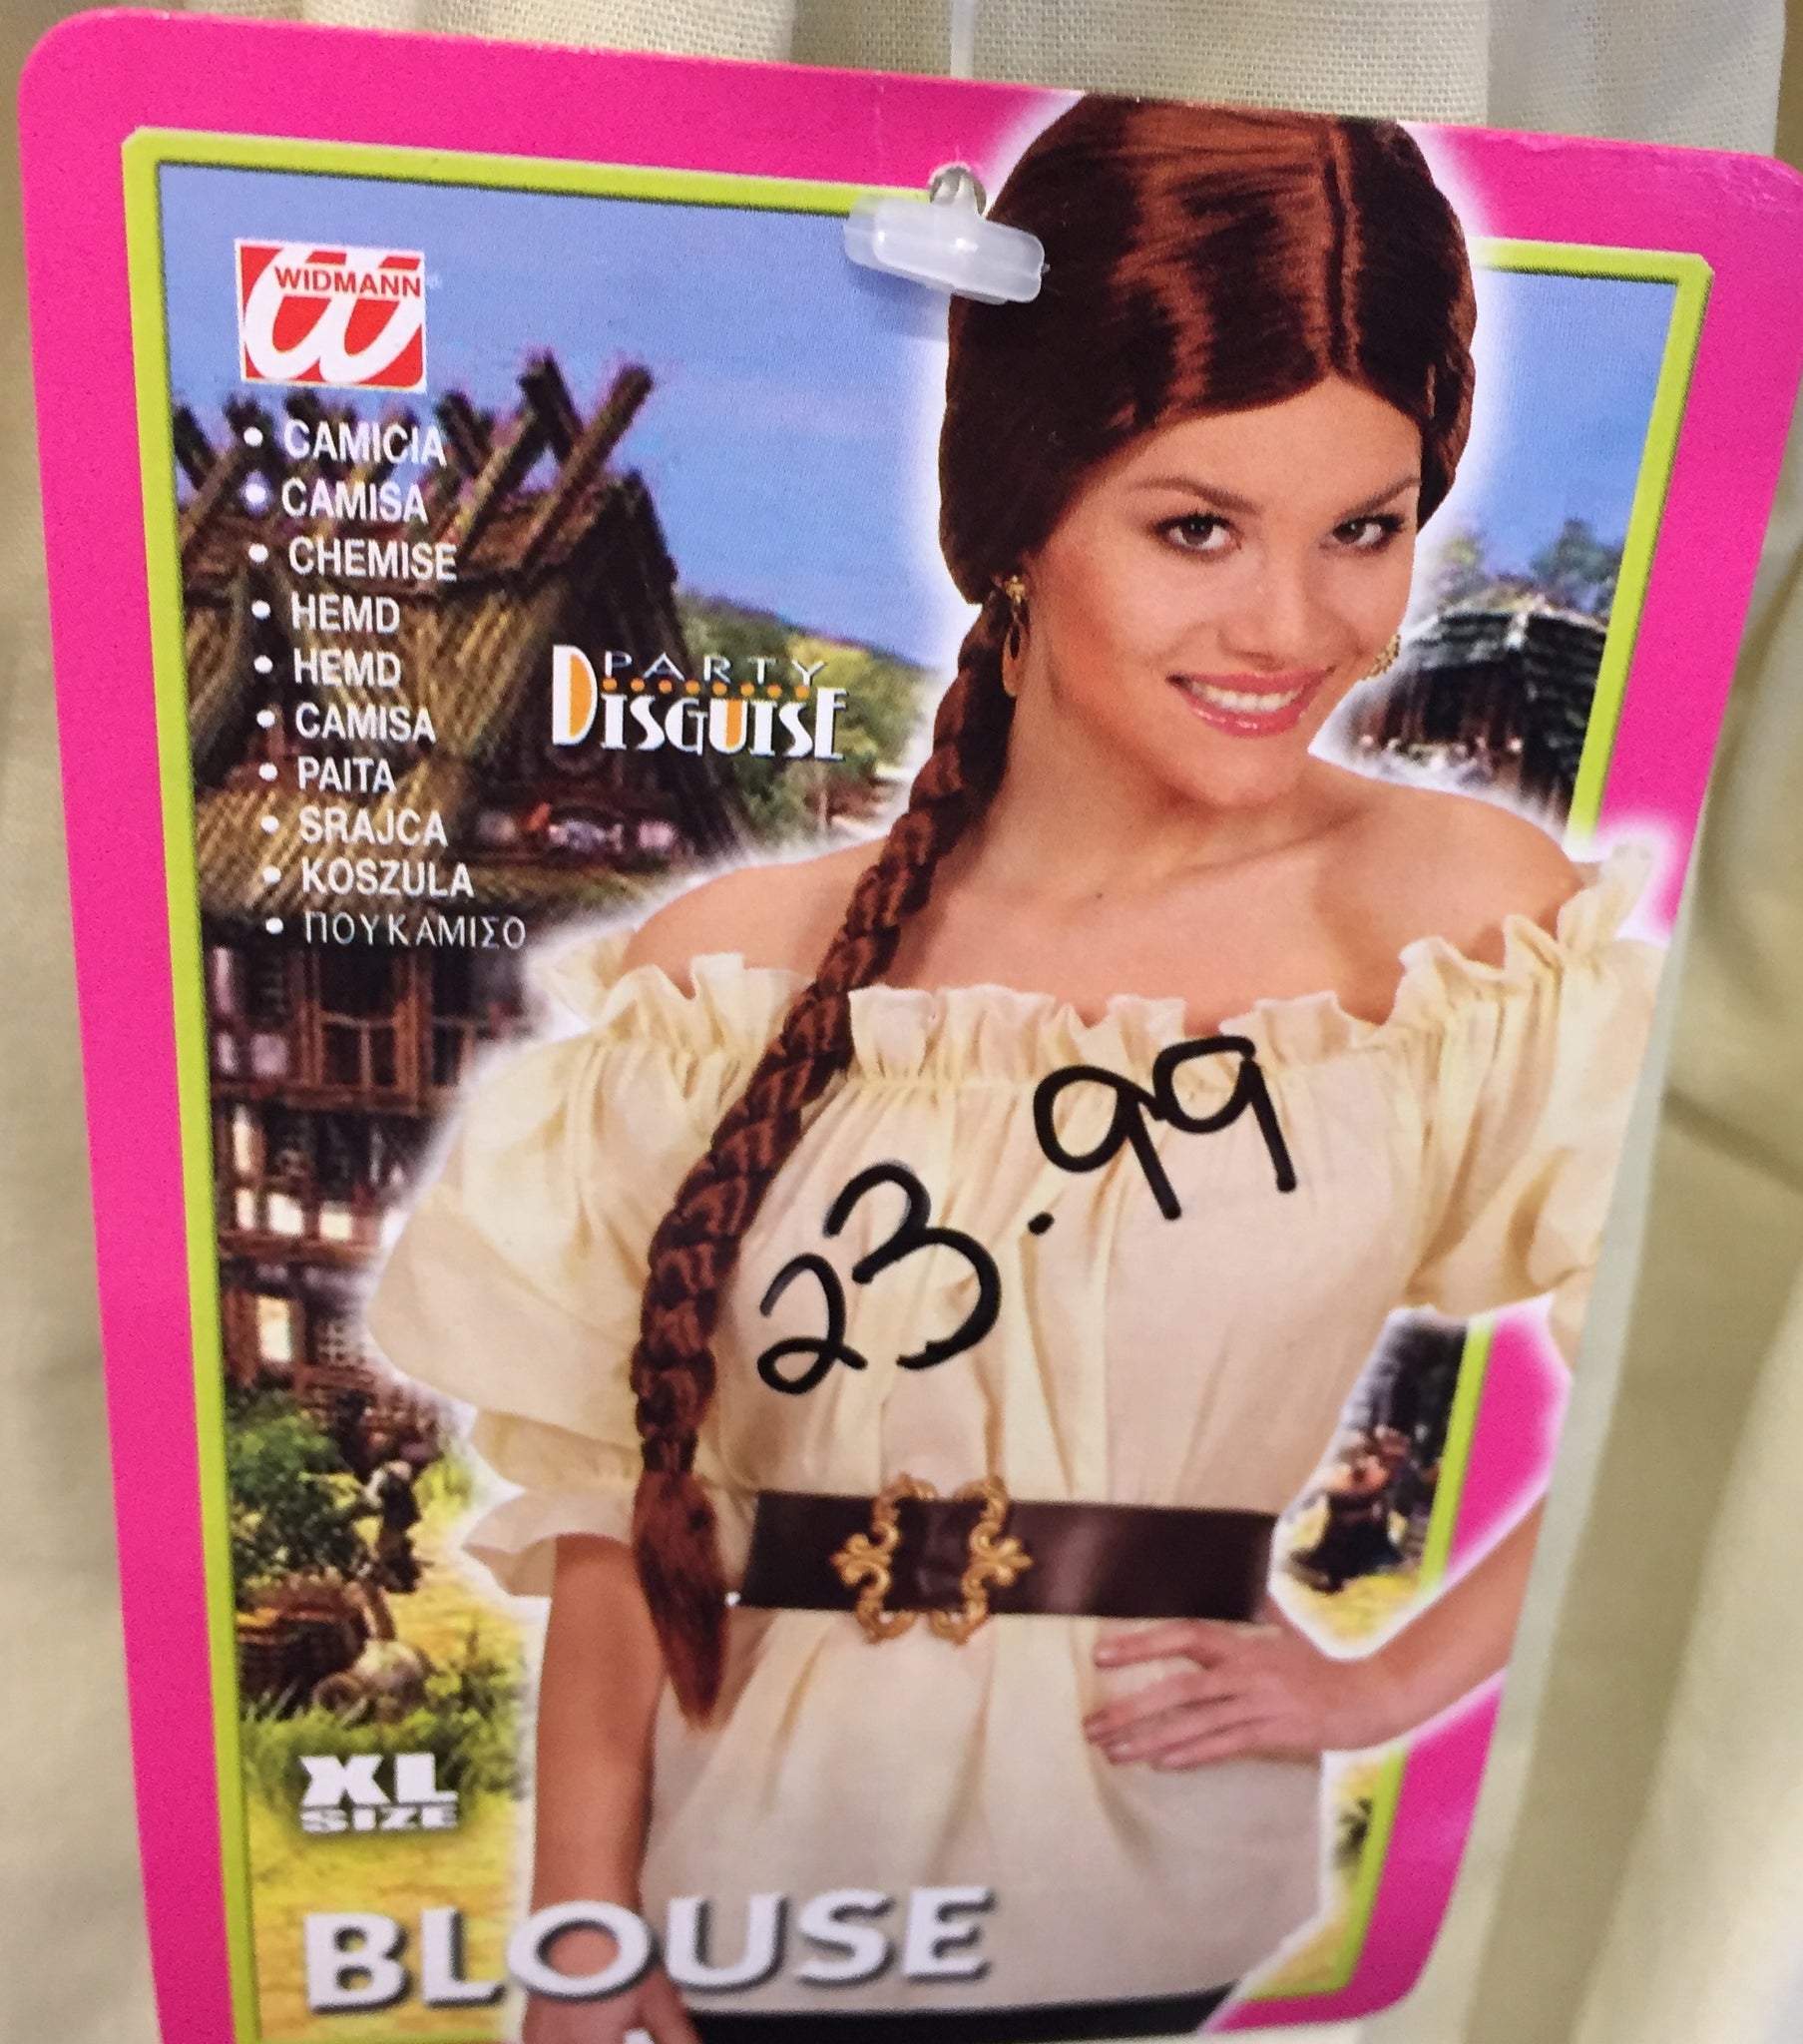 WIDMANN
• CAMICIA
• CAMISA
• CHEMISE
• HEMD
• HEMD
• CAMISA
• PAITA
• SRAJCA
• KOSZULA
• ΠΟΥΚΑΜΙΣΟ
PARTY
DISGUISE
23.99
XL
SIZE
BLOUSE